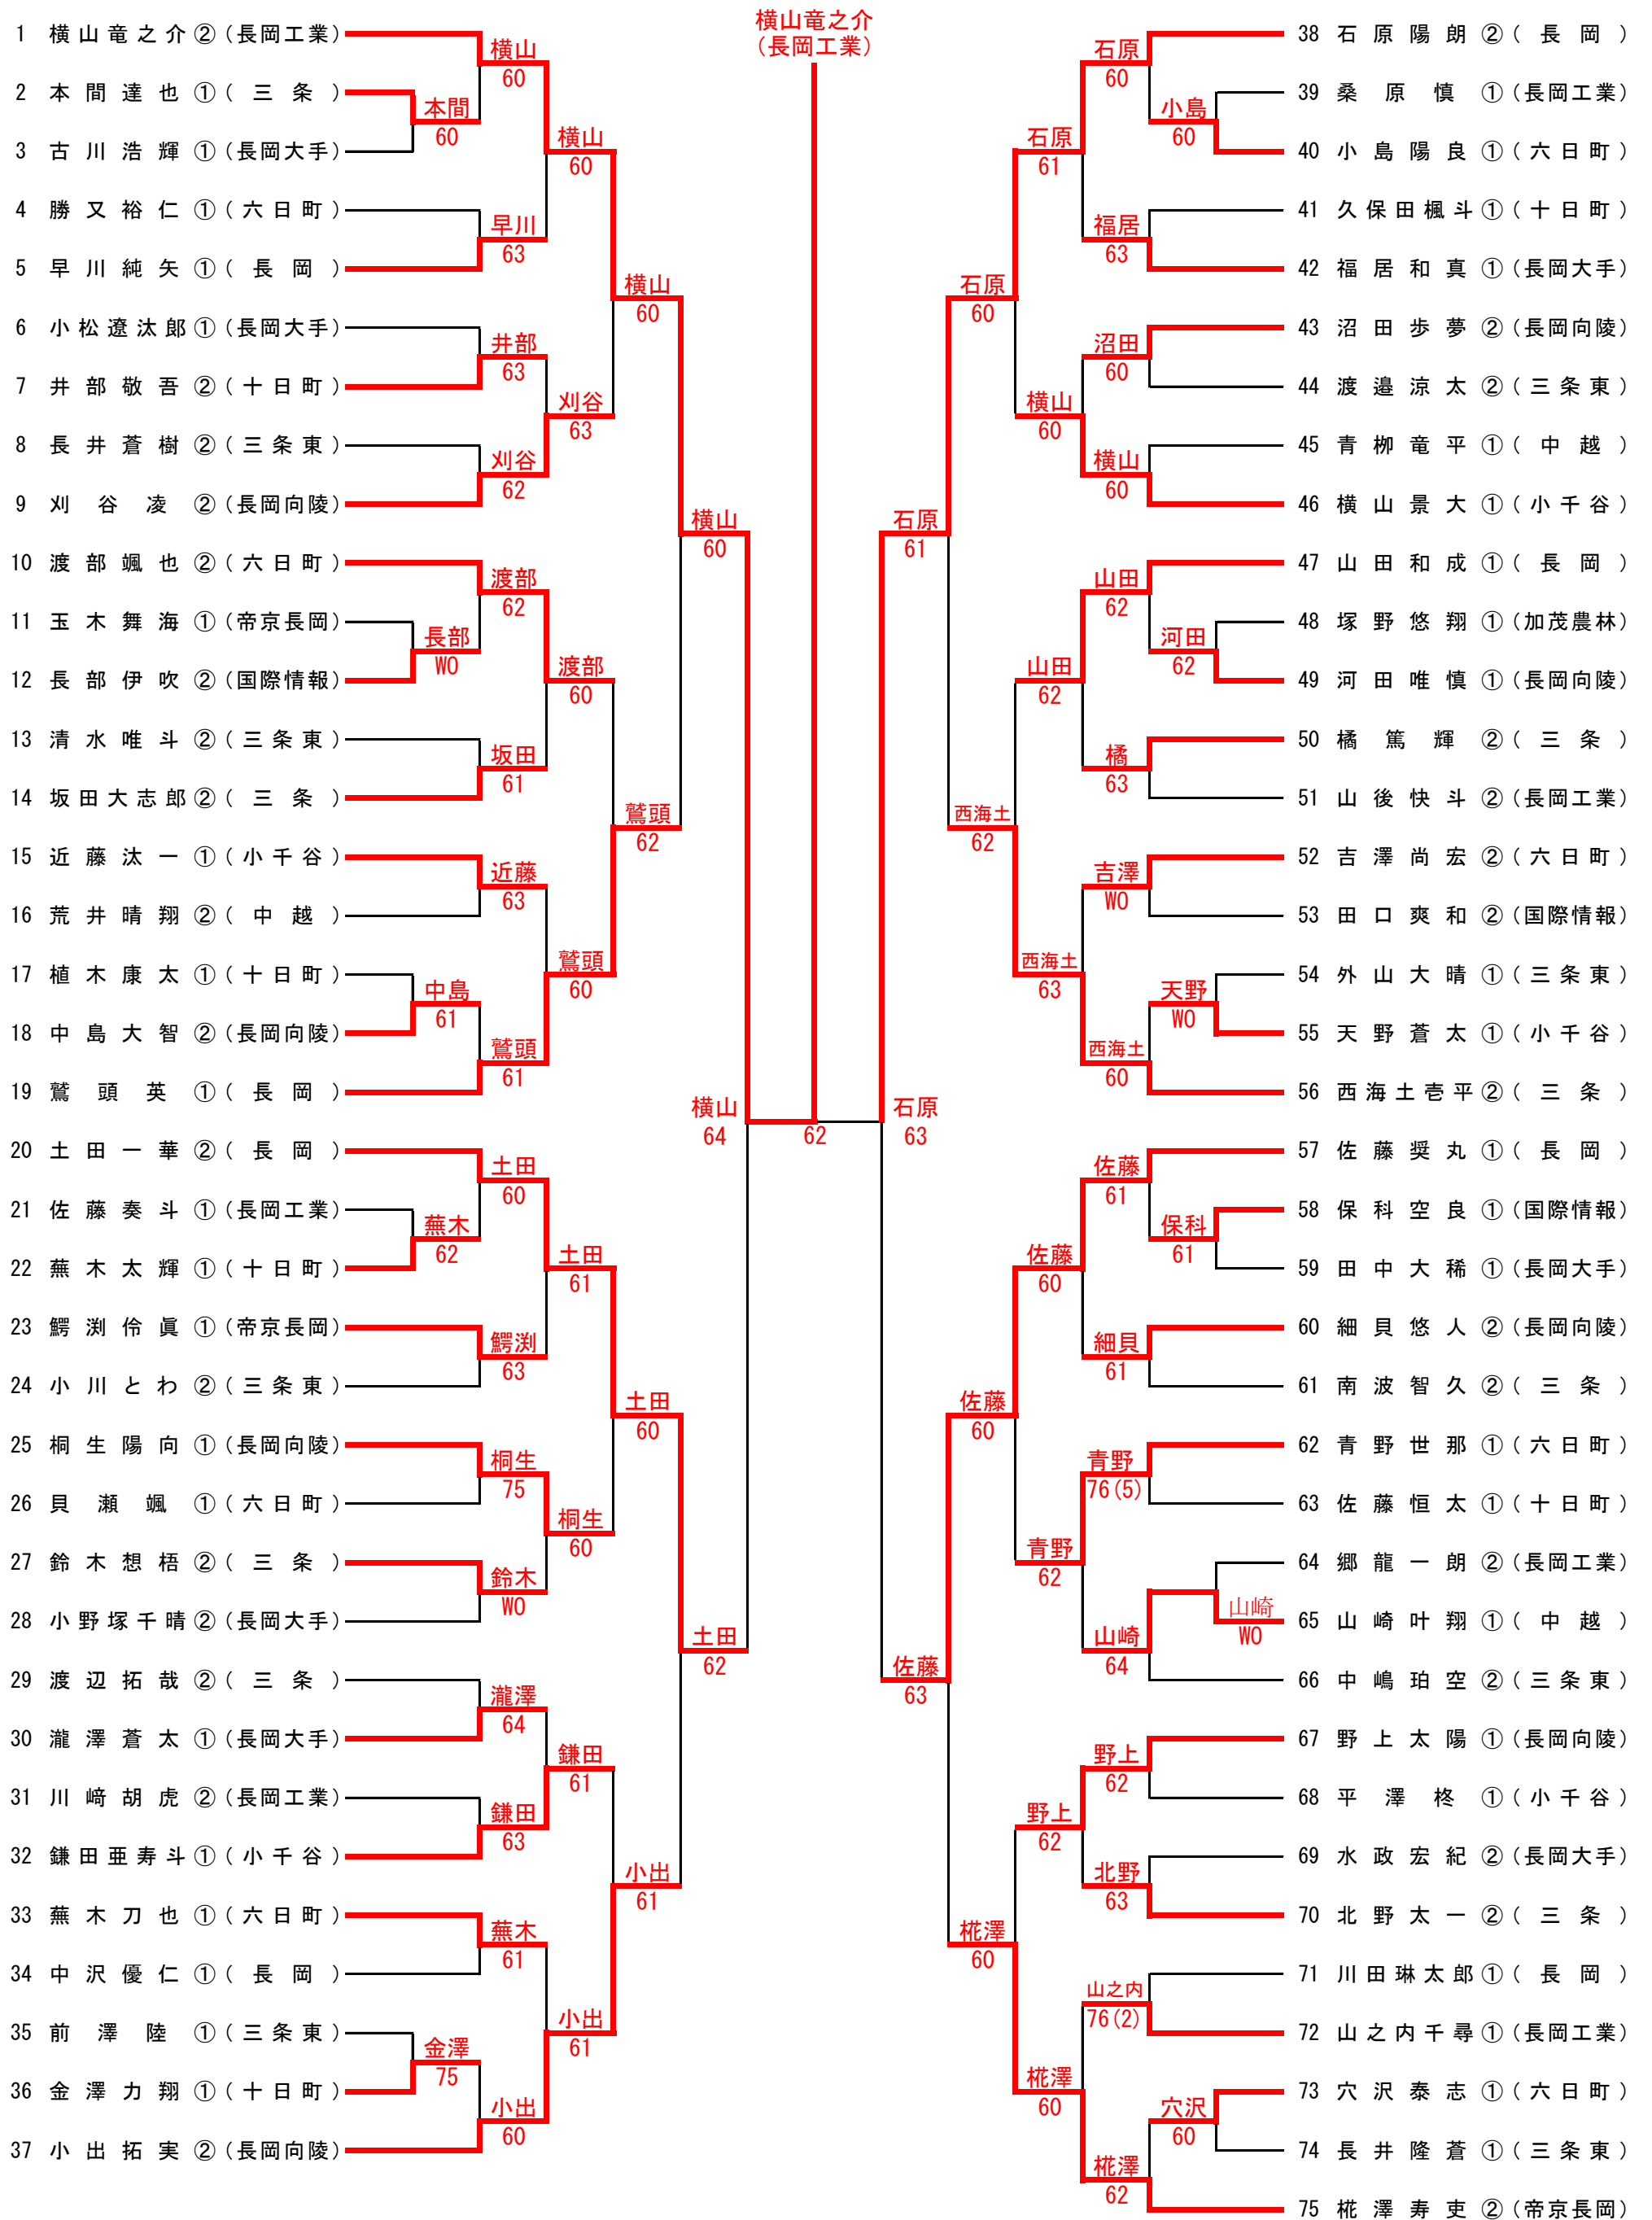 横山竜之介
(長岡工業)
1 横山竜之介②(長岡工業)
2 本間達也①(三条)
3 古川浩輝①(長岡大手)
4 勝又裕仁①(六日町)
5 早川純矢①(長岡)
6 小松遼汰郎①(長岡大手)
7 井部敬吾②(十日町)
8 長井蒼樹②(三条東)
9 刈谷凌②(長岡向陵)
10 渡部颯也②(六日町)
11 玉木舞海①(帝京長岡)
12 長部伊吹②(国際情報)
13 清水唯斗②(三条東)
14 坂田大志郎②(三条)
15 近藤汰一①(小千谷)
16 荒井晴翔②(中越)
17 植木康太①(十日町)
18 中島大智②(長岡向陵)
19 鷲頭英①(長岡)
20 土田一華②(長岡)
21 佐藤奏斗①(長岡工業)
22 蕪木太輝①(十日町)
23 鰐渕伶眞①(帝京長岡)
24 小川とわ②(三条東)
25 桐生陽向①(長岡向陵)
26 貝瀬颯①(六日町)
27 鈴木想梧②(三条)
28 小野塚千晴②(長岡大手)
29 渡辺拓哉②(三条)
30 瀧澤蒼太①(長岡大手)
31 川﨑胡虎②(長岡工業)
32 鎌田亜寿斗①(小千谷)
33 蕪木刀也①(六日町)
34 中沢優仁①(長岡)
35 前澤陸①(三条東)
36 金澤力翔①(十日町)
37 小出拓実②(長岡向陵)
本間
60
長部
WO
中島
61
蕪木
62
金澤
75
横山
60
早川
63
井部
63
刈谷
62
渡部
62
坂田
61
近藤
63
鷲頭
61
土田
60
鰐渕
63
桐生
75
鈴木
WO
瀧澤
64
鎌田
63
蕪木
61
小出
60
横山
60
刈谷
63
渡部
60
鷲頭
60
土田
61
桐生
60
鎌田
61
小出
61
横山
60
鷲頭
62
土田
60
小出
61
横山
60
土田
62
横山
64
62
石原
63
石原
61
佐藤
63
石原
60
西海土
62
佐藤
60
椛澤
60
石原
61
横山
60
山田
62
西海土
63
佐藤
60
青野
62
野上
62
椛澤
60
石原
60
福居
63
沼田
60
横山
60
山田
62
橘
63
吉澤
WO
西海土
60
佐藤
61
細貝
61
青野
76(5)
山崎
64
野上
62
北野
63
山之内
76(2)
椛澤
62
小島
60
河田
62
天野
WO
保科
61
山崎
WO
穴沢
60
38 石原陽朗②(長岡)
39 桑原慎①(長岡工業)
40 小島陽良①(六日町)
41 久保田楓斗①(十日町)
42 福居和真①(長岡大手)
43 沼田歩夢②(長岡向陵)
44 渡邉涼太②(三条東)
45 青栁竜平①(中越)
46 横山景大①(小千谷)
47 山田和成①(長岡)
48 塚野悠翔①(加茂農林)
49 河田唯慎①(長岡向陵)
50 橘篤輝②(三条)
51 山後快斗②(長岡工業)
52 吉澤尚宏②(六日町)
53 田口爽和②(国際情報)
54 外山大晴①(三条東)
55 天野蒼太①(小千谷)
56 西海土壱平②(三条)
57 佐藤奨丸①(長岡)
58 保科空良①(国際情報)
59 田中大稀①(長岡大手)
60 細貝悠人②(長岡向陵)
61 南波智久②(三条)
62 青野世那①(六日町)
63 佐藤恒太①(十日町)
64 郷龍一朗②(長岡工業)
65 山崎叶翔①(中越)
66 中嶋珀空②(三条東)
67 野上太陽①(長岡向陵)
68 平澤柊①(小千谷)
69 水政宏紀②(長岡大手)
70 北野太一②(三条)
71 川田琳太郎①(長岡)
72 山之内千尋①(長岡工業)
73 穴沢泰志①(六日町)
74 長井隆蒼①(三条東)
75 椛澤寿吏②(帝京長岡)